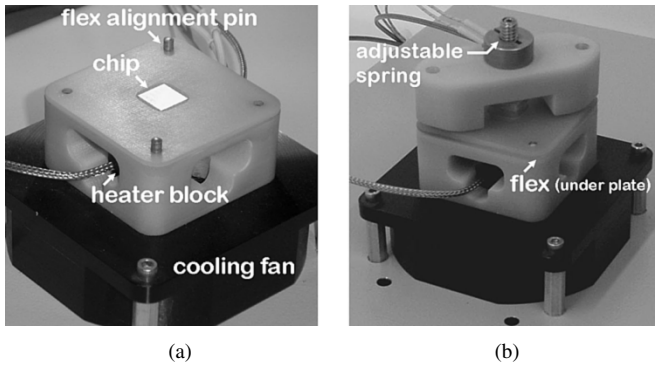 flex alignment pin
chip
heater block
cooling fan
adjustable
spring
flex (under plate)
(a)
(b)